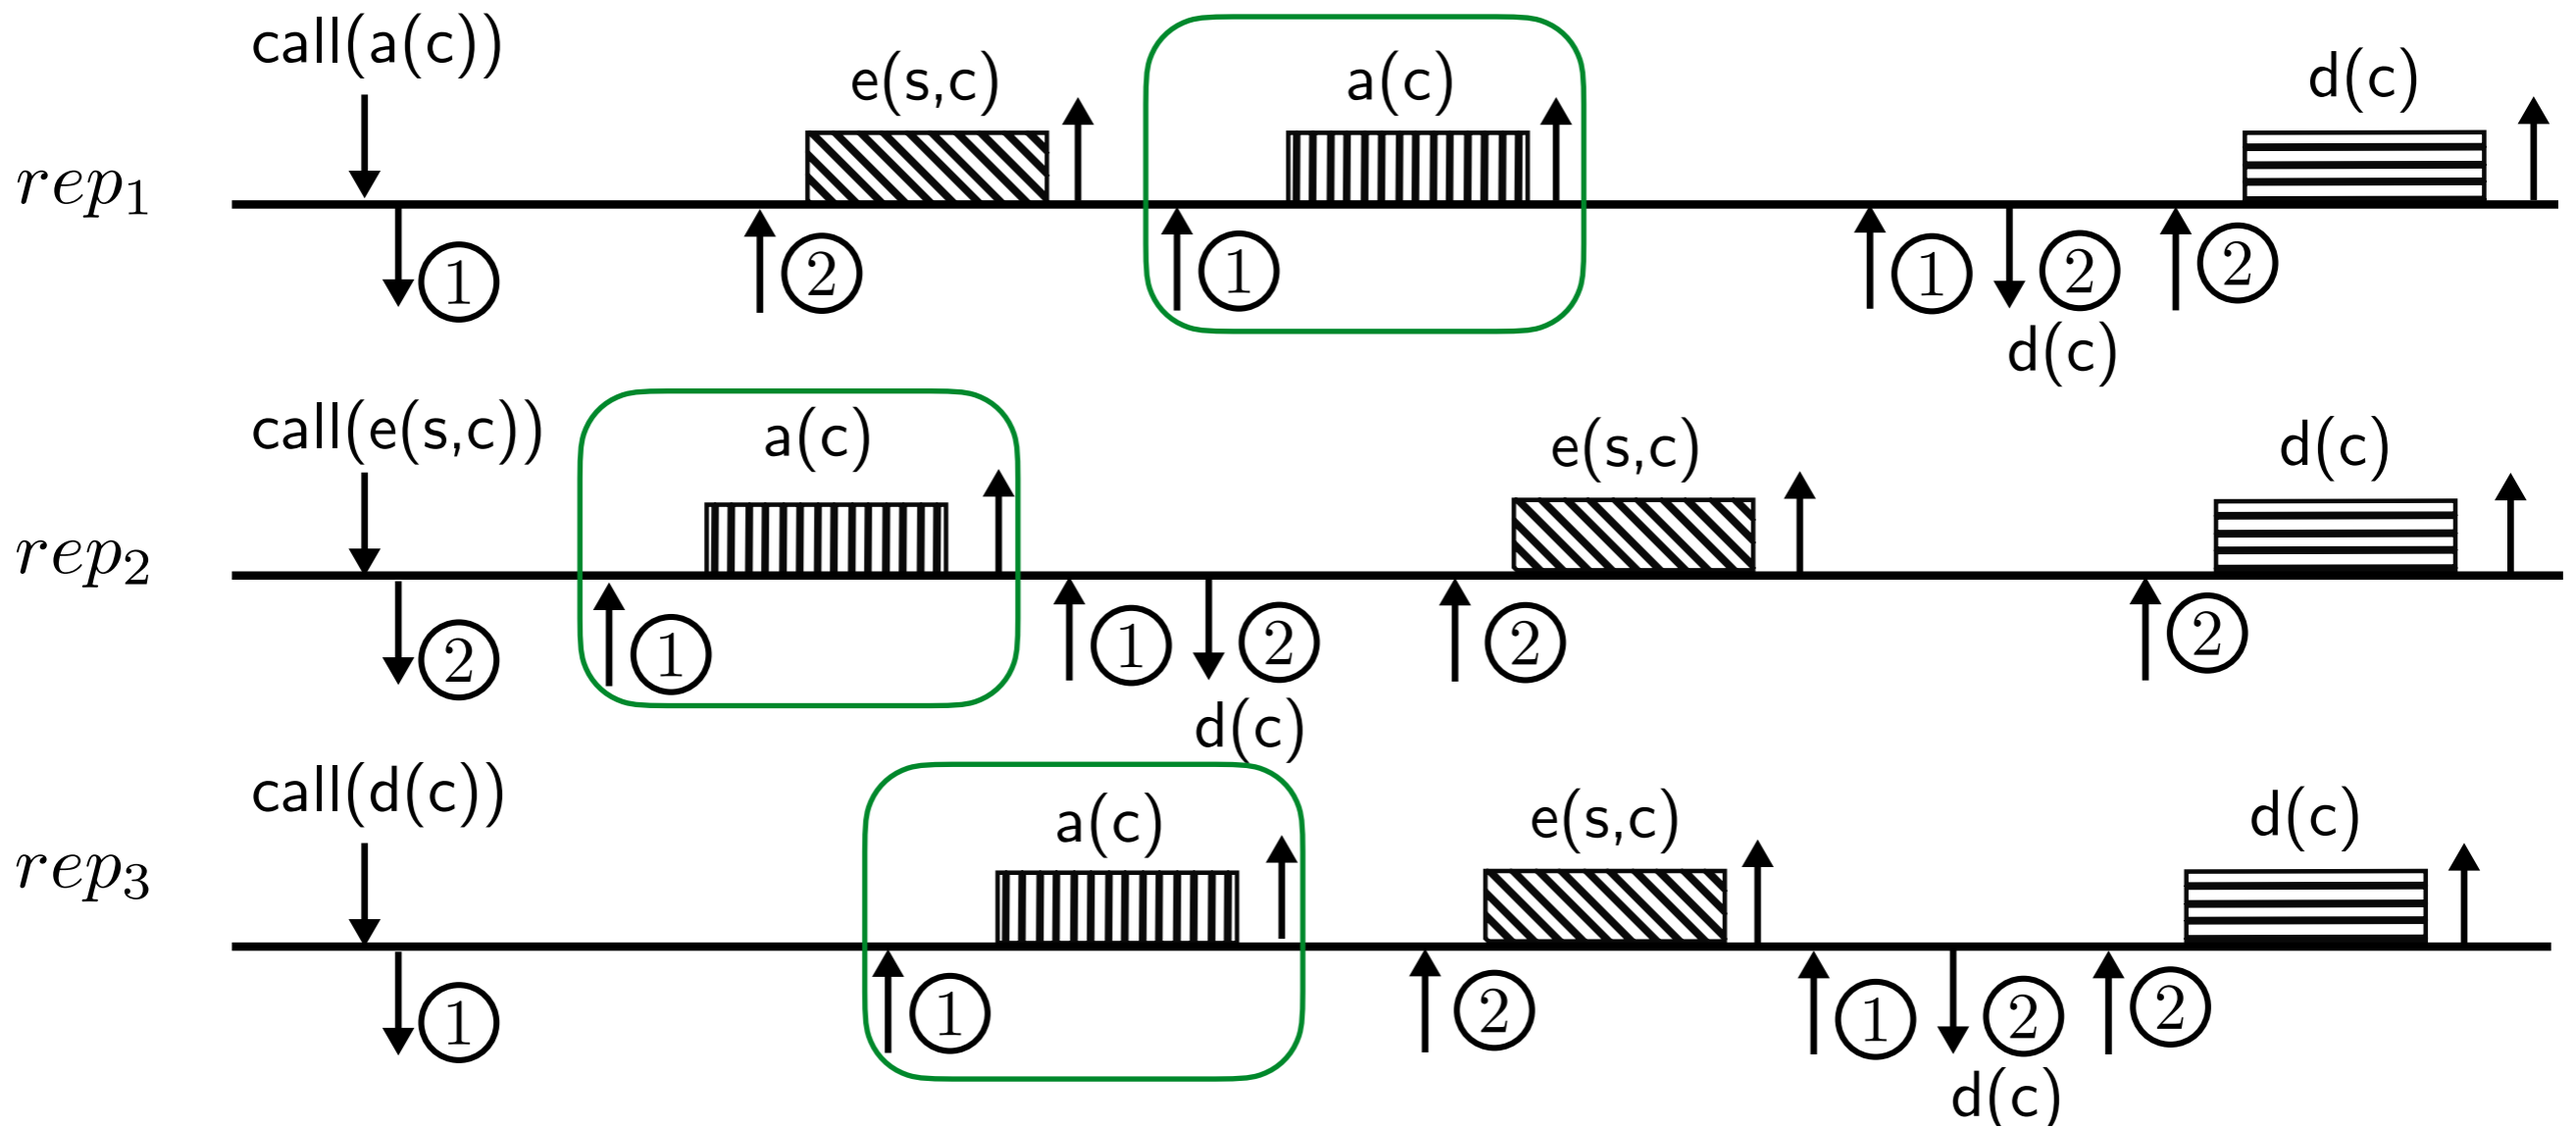 call(a(c))
e(s,c) a(c) d(c)
rep1
1 2 1 1 2 2
d(c)
call(e(s,c))
a(c) e(s,c) d(c)
rep2
2 1 1 2 2 2
d(c)
call(d(c))
a(c) e(s,c) d(c)
rep3
1 1 2 1 2 2
d(c)